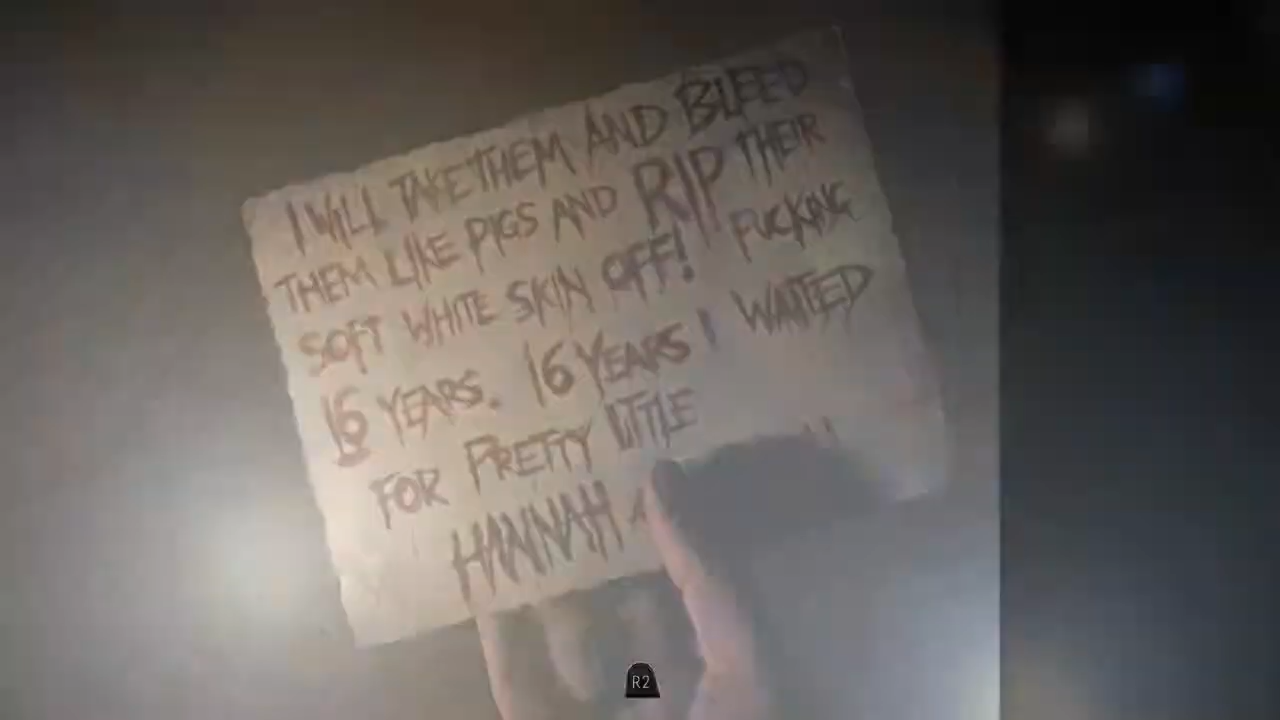 I WILL TAKE THEM AND BLEED
THEM LIKE PIGS AND RIP THEIR
SOFT WHITE SKIN OFF! FUCKING
16 YEARS. 16 YEARS I WAITED
FOR PRETTY LITTLE
HANNAH
R2